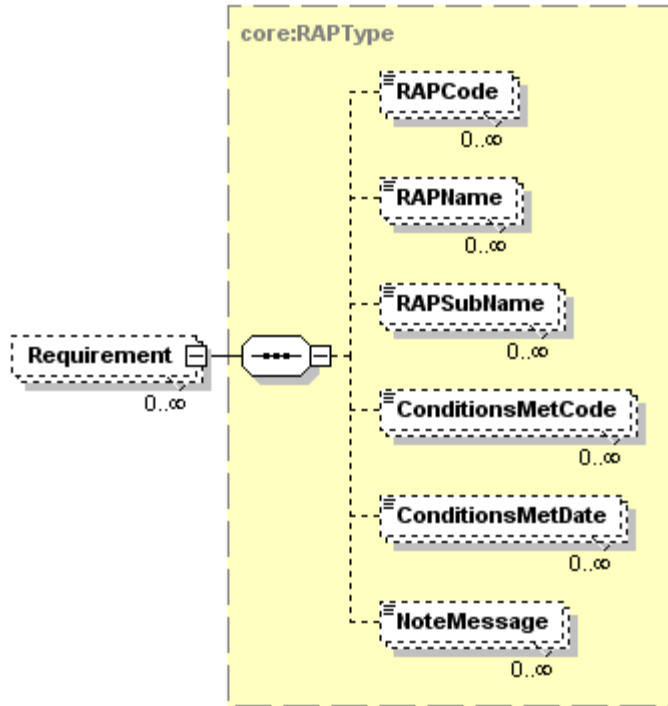 core:RAPType
RAPCode
0..∞
RAPName
0..∞
RAPSubName
0..∞
Requirement
0..∞
ConditionsMetCode
0..∞
ConditionsMetDate
0..∞
NoteMessage
0..∞